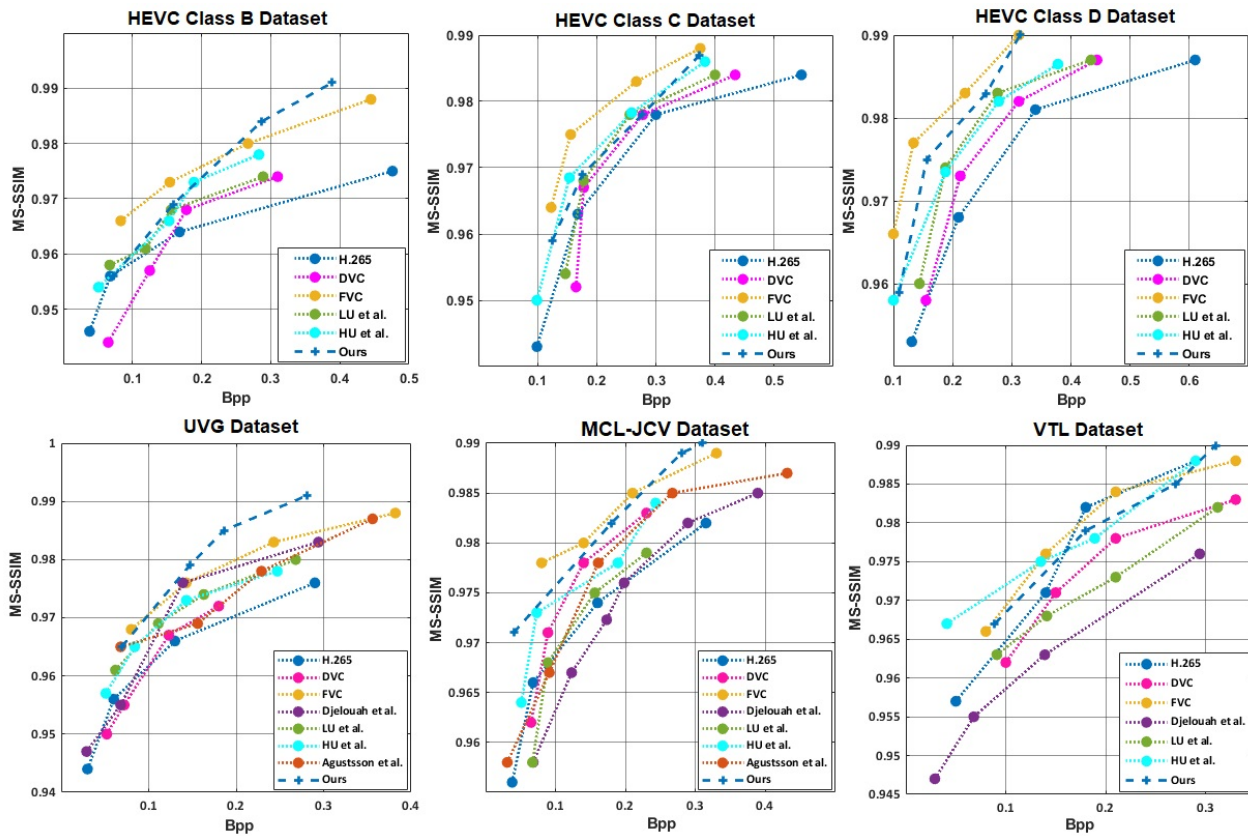 HEVC Class B Dataset
MS-SSIM
0.99
0.98
0.97
0.96
0.95
0.1
0.2
0.3
0.4
0.5
Bpp
H.265
DVC
FVC
LU et al.
HU et al.
Ours
HEVC Class C Dataset
MS-SSIM
0.99
0.98
0.97
0.96
0.95
0.1
0.2
0.3
0.4
0.5
Bpp
H.265
DVC
FVC
LU et al.
HU et al.
Ours
HEVC Class D Dataset
MS-SSIM
0.99
0.98
0.97
0.96
0.1
0.2
0.3
0.4
0.5
0.6
Bpp
H.265
DVC
FVC
LU et al.
HU et al.
Ours
UVG Dataset
MS-SSIM
1
0.99
0.98
0.97
0.96
0.95
0.94
0.1
0.2
0.3
0.4
Bpp
H.265
DVC
FVC
Djelouah et al.
LU et al.
HU et al.
Agustsson et al.
Ours
MCL-JCV Dataset
MS-SSIM
0.99
0.985
0.98
0.975
0.97
0.965
0.96
0.1
0.2
0.3
0.4
Bpp
H.265
DVC
FVC
Djelouah et al.
LU et al.
HU et al.
Agustsson et al.
Ours
VTL Dataset
MS-SSIM
0.99
0.985
0.98
0.975
0.97
0.965
0.96
0.955
0.95
0.945
0.1
0.2
0.3
Bpp
H.265
DVC
FVC
Djelouah et al.
LU et al.
HU et al.
Ours